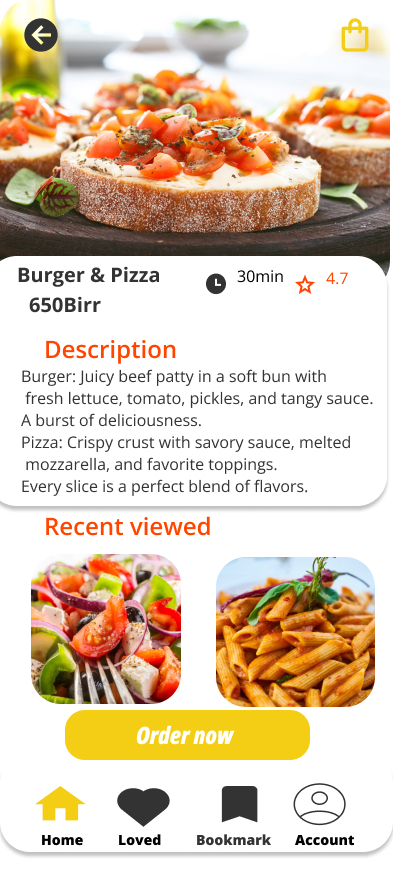 Burger & Pizza
650Birr
30min
4.7
Description
Burger: Juicy beef patty in a soft bun with
fresh lettuce, tomato, pickles, and tangy sauce.
A burst of deliciousness.
Pizza: Crispy crust with savory sauce, melted
mozzarella, and favorite toppings.
Every slice is a perfect blend of flavors.
Recent viewed
Order now
Home Loved Bookmark Account